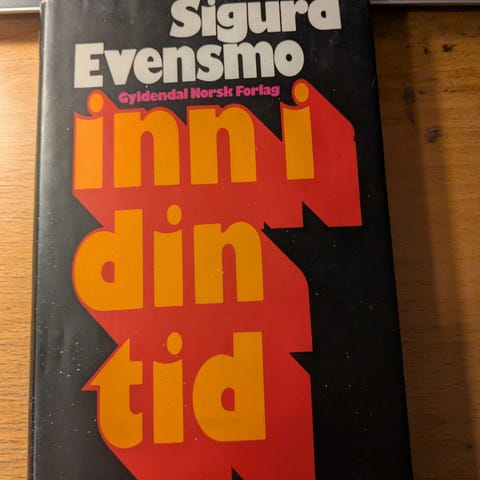 Sigurd
Evensmo
Gyldendal Norsk Forlag
inn i
din
tid